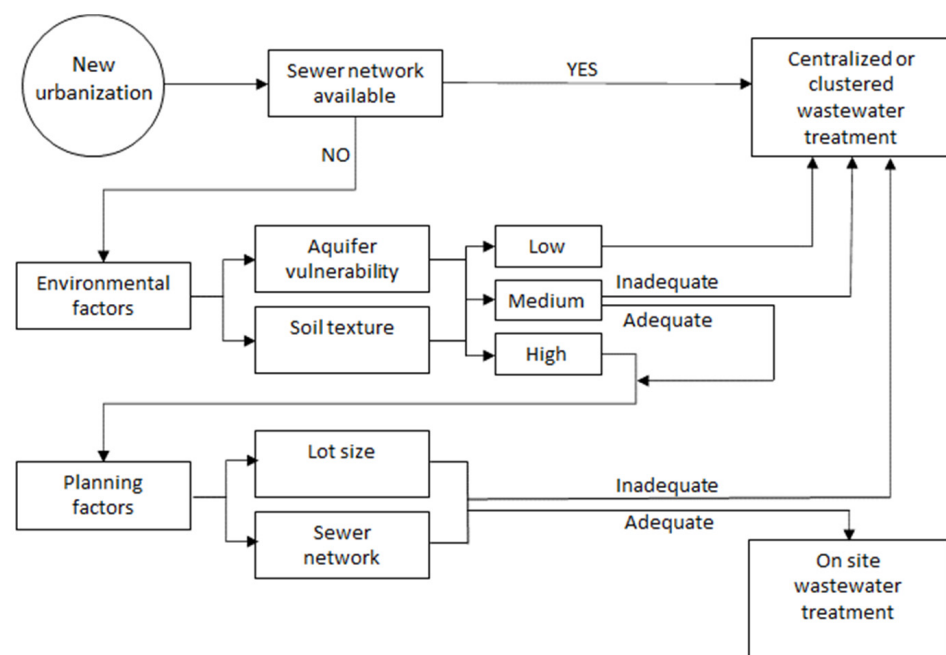 New
urbanization
Sewer network
available
YES
Centralized or
clustered
wastewater
treatment
NO
Environmental
factors
Aquifer
vulnerability
Soil texture
Low
Medium
High
Inadequate
Adequate
Planning
factors
Lot size
Sewer
network
Inadequate
Adequate
On site
wastewater
treatment